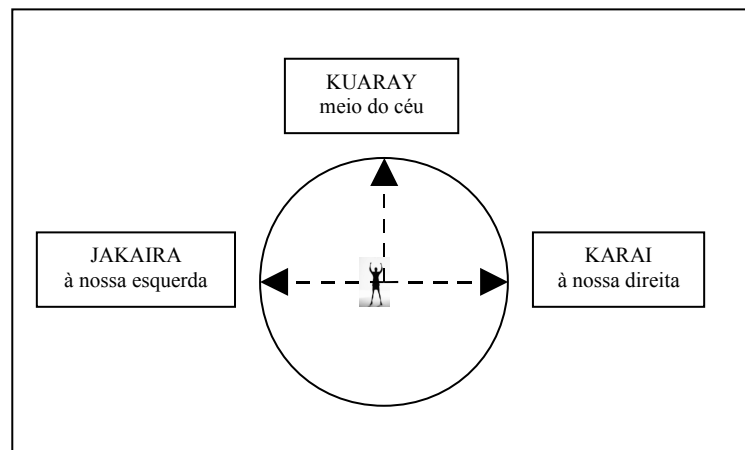 KUARAY
meio do céu
JAKAIRA
à nossa esquerda
KARAI
à nossa direita